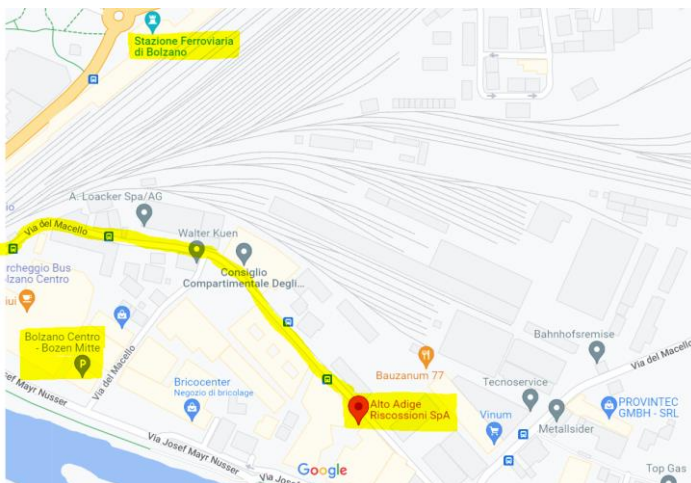 Stazione Ferroviaria
di Bolzano
A. Loacker Spa/AG
Via del Macello
Walter Kuen
Consiglio
Compartimentale Degli...
rcheggio Bus
olzano Centro
Bolzano Centro
- Bozen Mitte
P
Via del Macello
Josef Mayr Nusser
Bricocenter
Negozio di bricolage
Bauzanum 77
Alto Adige
Riscossioni SpA
Bahnhofsremise
Via del Macello
Tecnoservice
Vinum
Metallsider
PROVINTEC
GMBH - SRL
Via Josef Mayr Nusser
Via Jos
Google
Top Gas